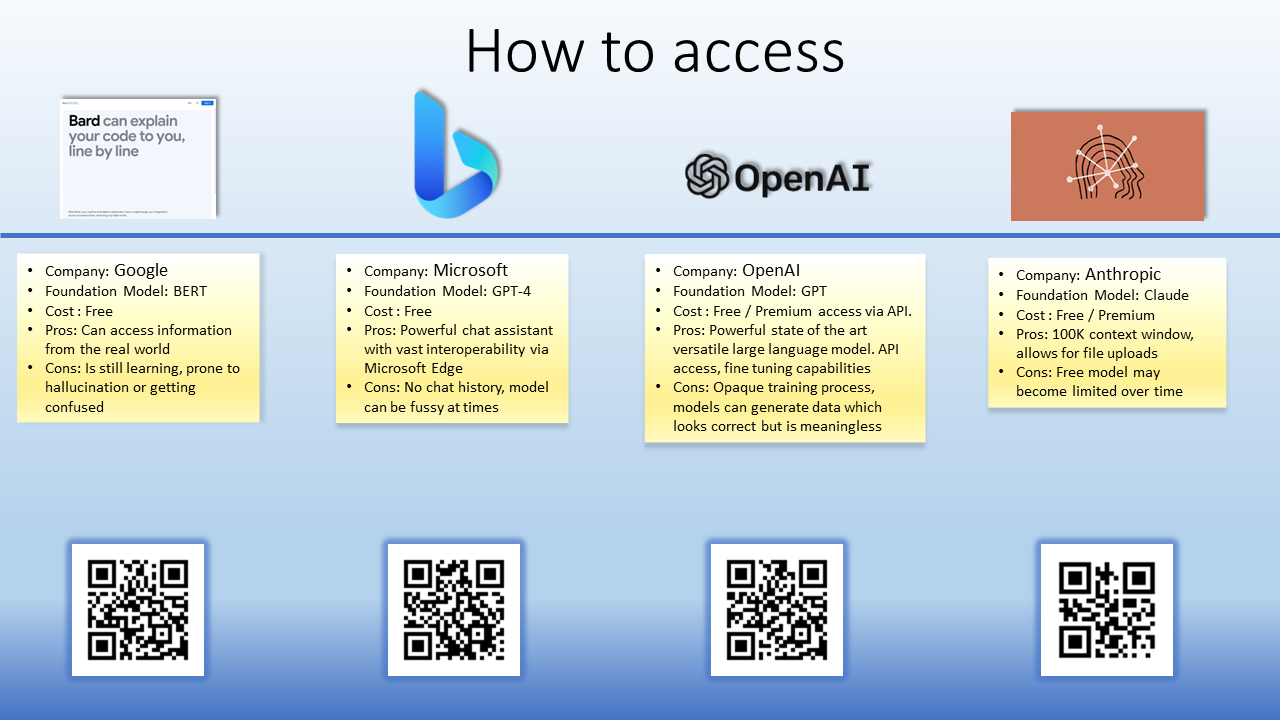 How to access
Bard can explain
your code to you,
line by line
OpenAI
• Company: Google
• Foundation Model: BERT
• Cost : Free
• Pros: Can access information
from the real world
• Cons: Is still learning, prone to
hallucination or getting
confused
• Company: Microsoft
• Foundation Model: GPT-4
• Cost : Free
• Pros: Powerful chat assistant
with vast interoperability via
Microsoft Edge
• Cons: No chat history, model
can be fussy at times
• Company: OpenAI
• Foundation Model: GPT
• Cost : Free / Premium access via API.
• Pros: Powerful state of the art
versatile large language model. API
access, fine tuning capabilities
• Cons: Opaque training process,
models can generate data which
looks correct but is meaningless
• Company: Anthropic
• Foundation Model: Claude
• Cost : Free / Premium
• Pros: 100K context window,
allows for file uploads
• Cons: Free model may
become limited over time